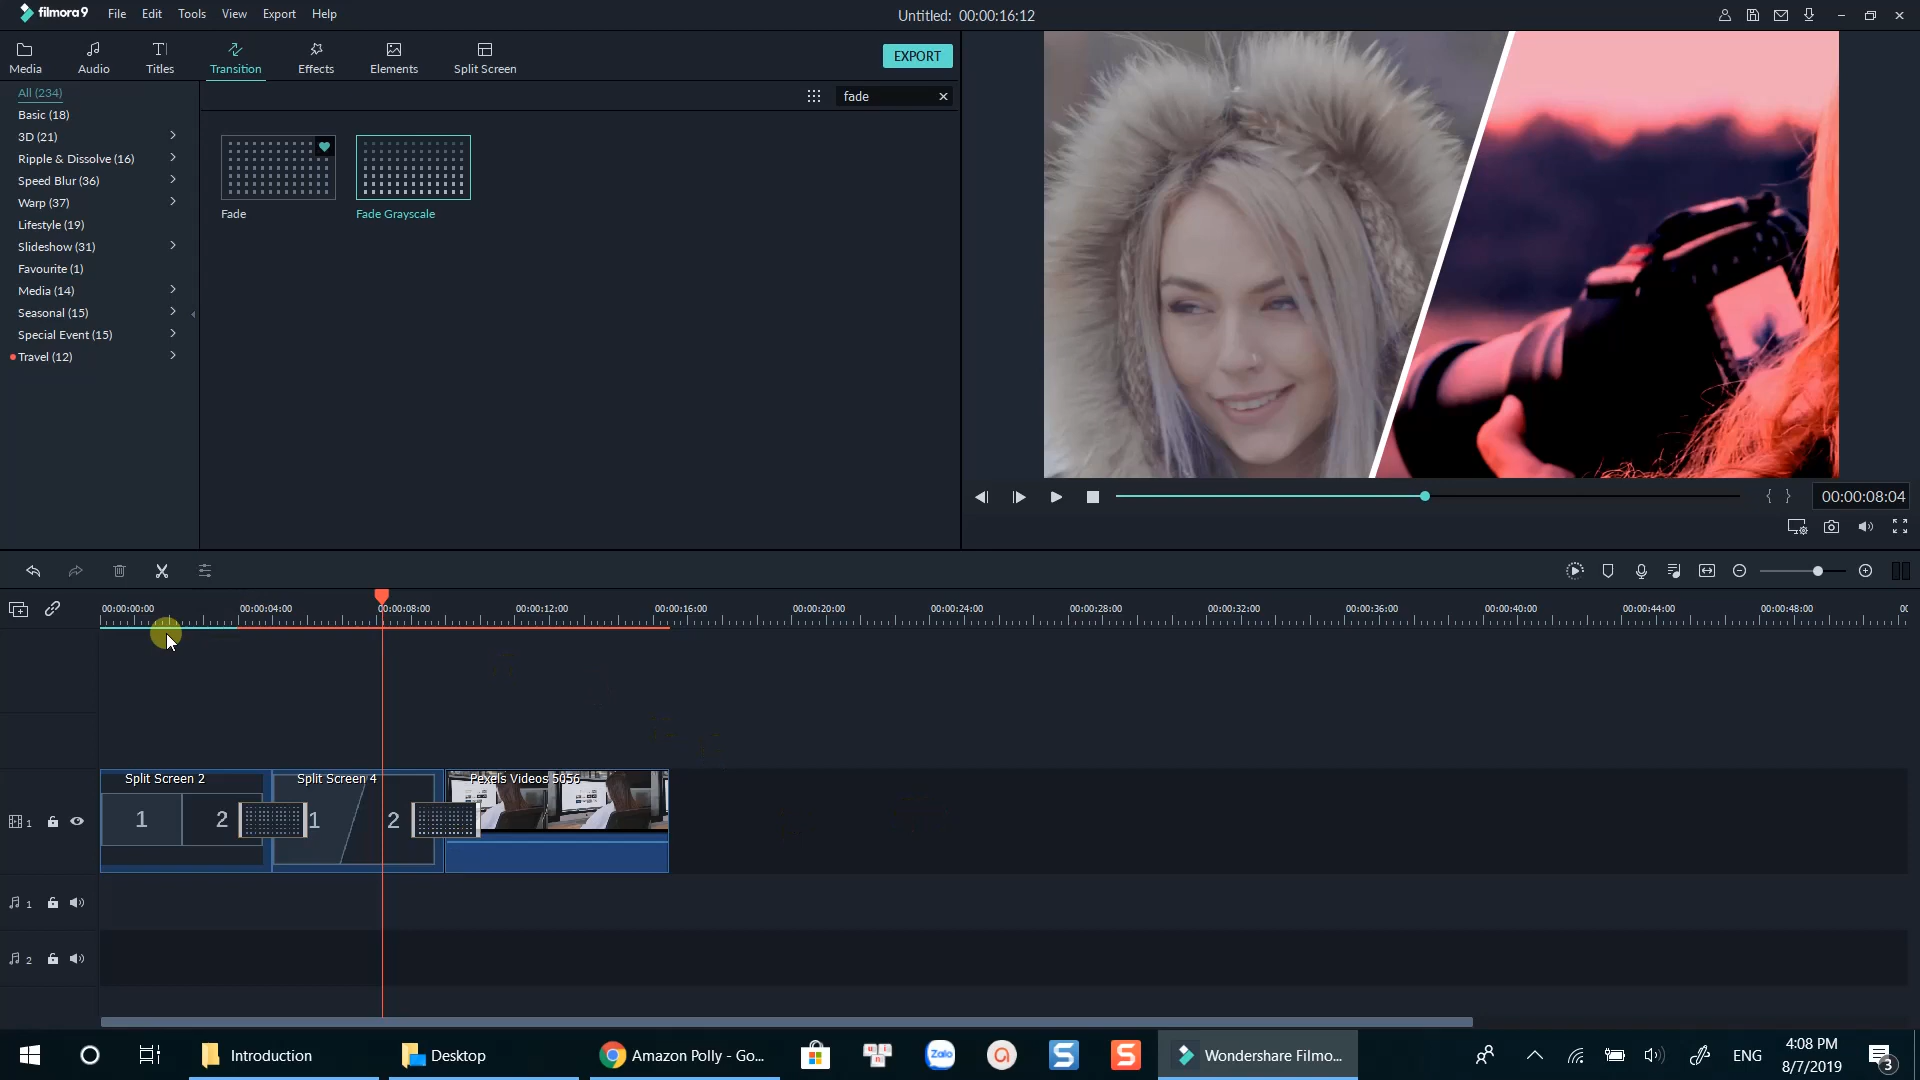 filmora9 File Edit Tools View Export Help Untitled: 00:00:16:12
Media Audio Titles Transition Effects Elements Split Screen EXPORT
All (234)
fade
Basic (18)
3D (21)
Ripple & Dissolve (16)
Speed Blur (36)
Warp (37)
Lifestyle (19)
Slideshow (31)
Favourite (1)
Media (14)
Seasonal (15)
Special Event (15)
Travel (12)
Fade Fade Grayscale
00:00:08:04
00:00:00:00 00:00:04:00 00:00:08:00 00:00:12:00 00:00:16:00 00:00:20:00 00:00:24:00 00:00:28:00 00:00:32:00 00:00:36:00 00:00:40:00 00:00:44:00 00:00:48:00
Split Screen 2 Split Screen 4 Pexels Videos 5056
1 1 2 1 2
1
2
Introduction Desktop Amazon Polly - Go... Zalo Wondershare Filmo... ENG 4:08 PM
8/7/2019 3